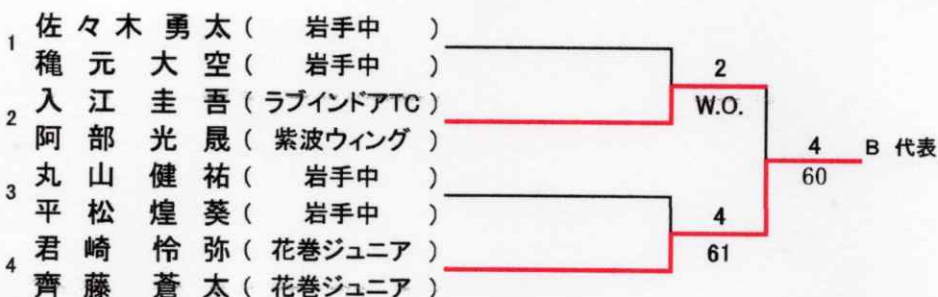 1
佐々木 勇太 ( 岩手中 )
穐元 大空 ( 岩手中 )
2
入江 圭吾 ( ラブインドアTC )
阿部 光晟 ( 紫波ウィング )
3
丸山 健祐 ( 岩手中 )
平松 煌葵 ( 岩手中 )
4
君崎 怜弥 ( 花巻ジュニア )
齊藤 蒼太 ( 花巻ジュニア )
2
W.O.
4
61
4
60
B 代表